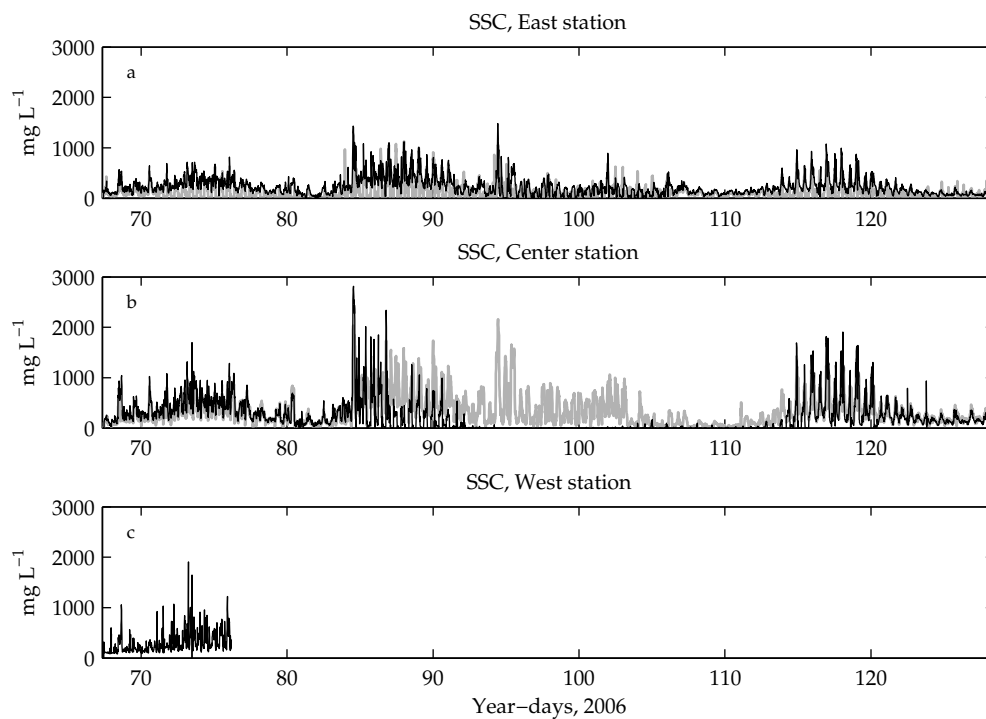 SSC, East station
3000
a
2000
mg L⁻¹
1000
0
70 80 90 100 110 120
SSC, Center station
3000
b
2000
mg L⁻¹
1000
0
70 80 90 100 110 120
SSC, West station
3000
c
2000
mg L⁻¹
1000
0
70 80 90 100 110 120
Year−days, 2006